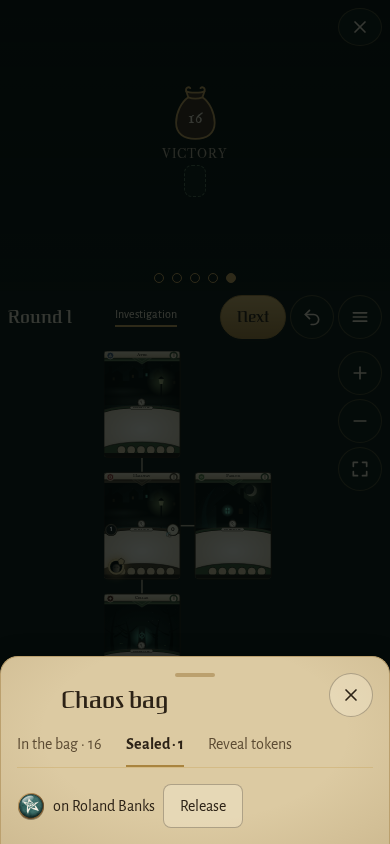 16
VICTORY
Round 1
Investigation
Next
Chaos bag
In the bag · 16
Sealed · 1
Reveal tokens
on Roland Banks
Release